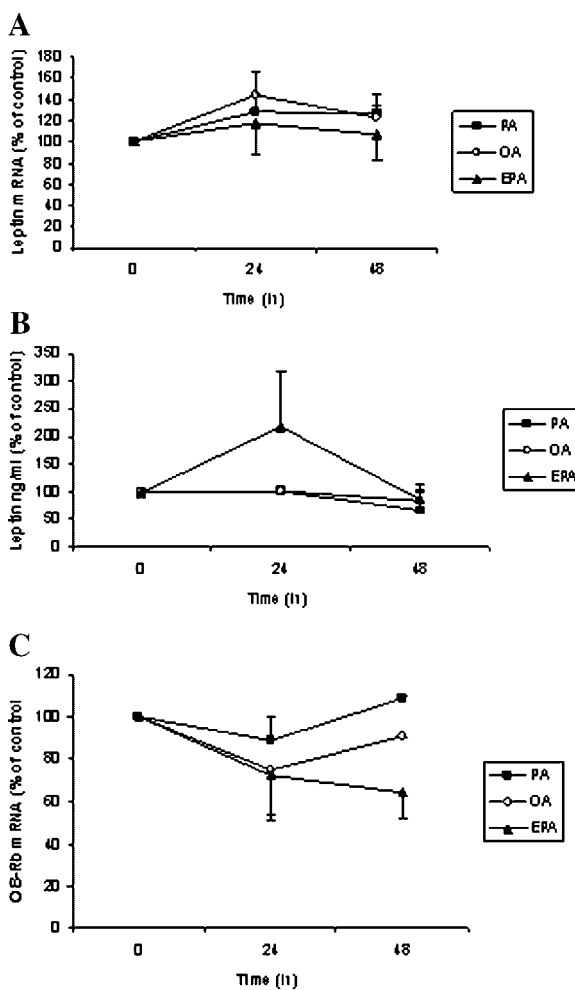 A
Leptin mRNA (% of control)
180
160
140
120
100
80
60
40
20
0
0 24 48
Time (h)
PA
OA
EPA
B
Leptin ng/ml (% of control)
350
300
250
200
150
100
50
0
0 24 48
Time (h)
PA
OA
EPA
C
OB-Rb mRNA (% of control)
120
100
80
60
40
20
0
0 24 48
Time (h)
PA
OA
EPA